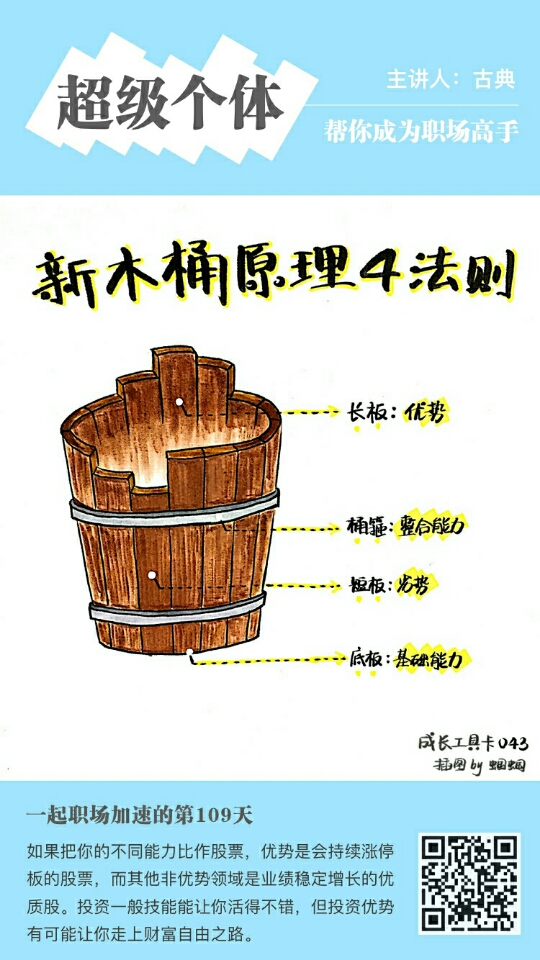 超级个体
主讲人：古典
帮你成为职场高手
新木桶原理4法则
长板：优势
桶箍：整合能力
短板：劣势
底板：基础能力
成长工具卡043
插图by 蝈蝈
一起职场加速的第109天
如果把你的不同能力比作股票，优势是会持续涨停
板的股票，而其他非优势领域是业绩稳定增长的优
质股。投资一般技能能让你活得不错，但投资优势
有可能让你走上财富自由之路。